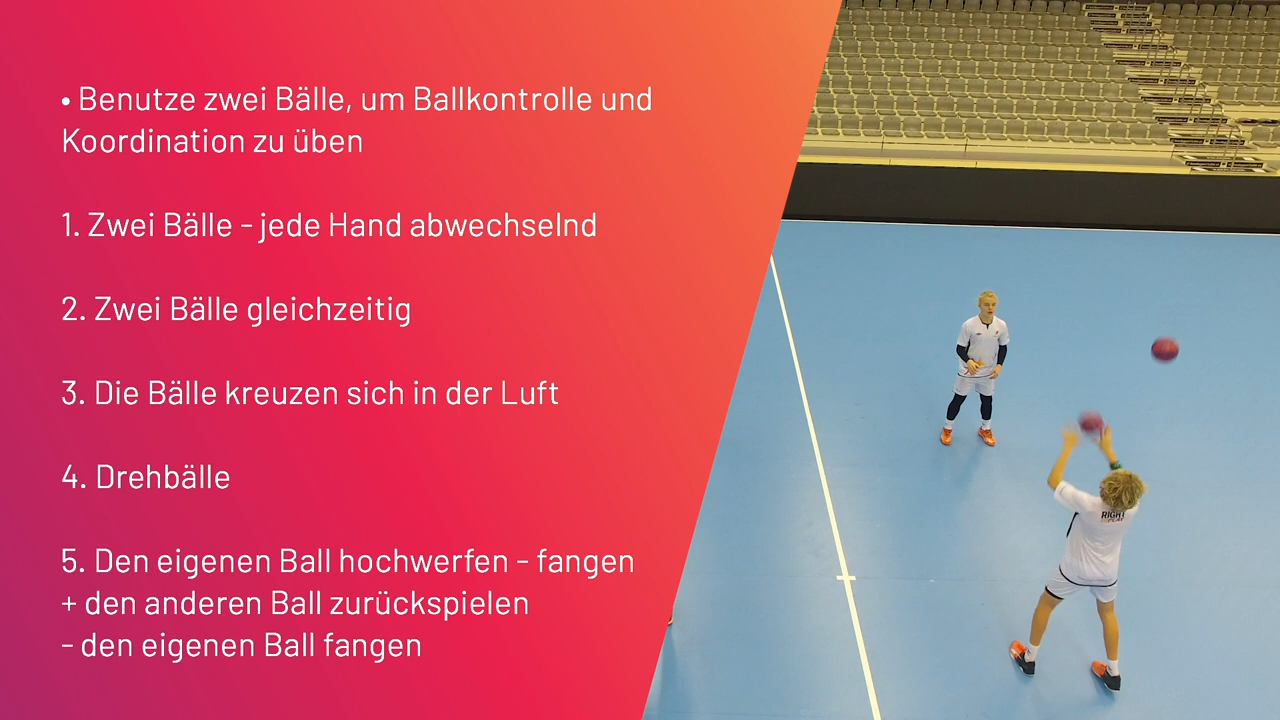 • Benutze zwei Bälle, um Ballkontrolle und
Koordination zu üben
1. Zwei Bälle - jede Hand abwechselnd
2. Zwei Bälle gleichzeitig
3. Die Bälle kreuzen sich in der Luft
4. Drehbälle
5. Den eigenen Ball hochwerfen - fangen
+ den anderen Ball zurückspielen
- den eigenen Ball fangen
RIGHT
PLAY